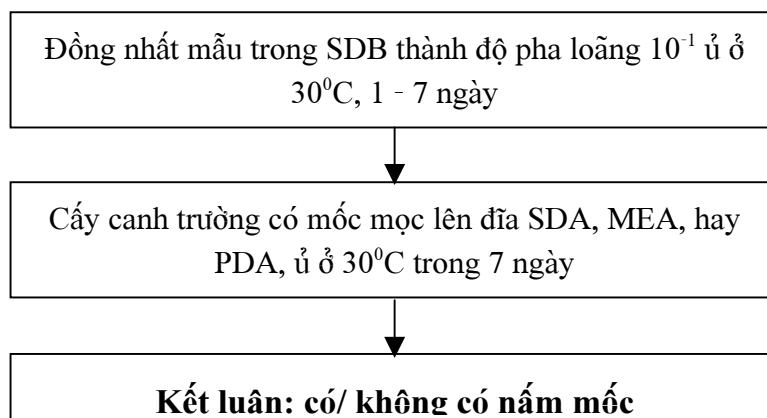 Đồng nhất mẫu trong SDB thành độ pha loãng 10⁻¹ ủ ở
30⁰C, 1 - 7 ngày
Cấy canh trường có mốc mọc lên đĩa SDA, MEA, hay
PDA, ủ ở 30⁰C trong 7 ngày
Kết luân: có/ không có nấm mốc